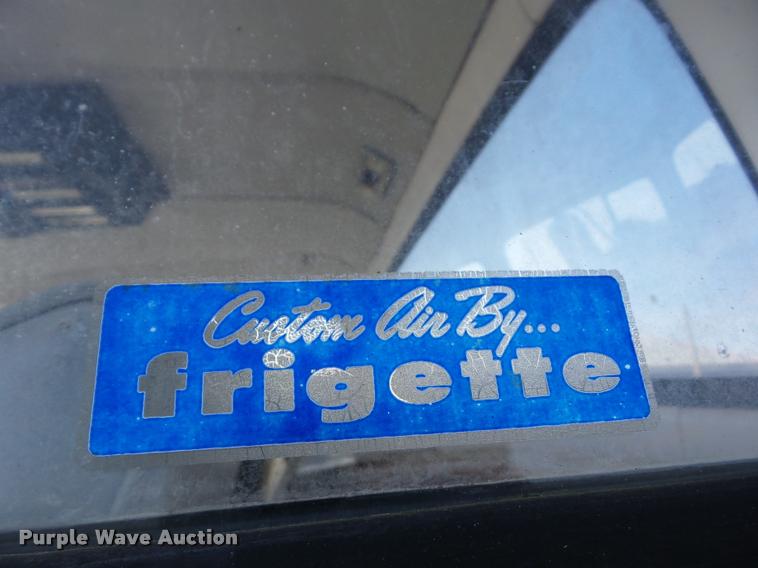 Custom Air By...
frigette
Purple Wave Auction